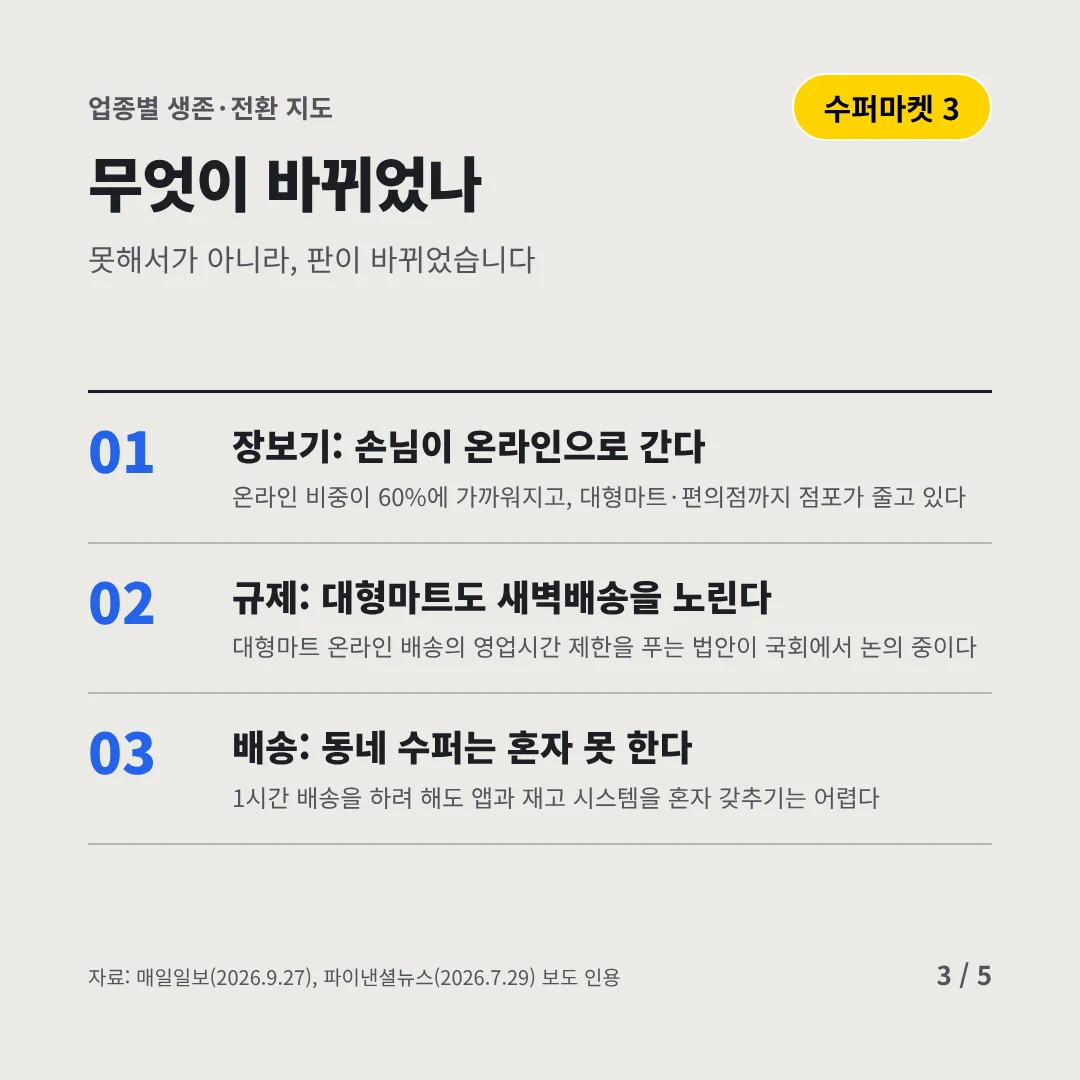 업종별 생존·전환 지도
수퍼마켓 3
무엇이 바뀌었나
못해서가 아니라, 판이 바뀌었습니다
01
장보기: 손님이 온라인으로 간다
온라인 비중이 60%에 가까워지고, 대형마트·편의점까지 점포가 줄고 있다
02
규제: 대형마트도 새벽배송을 노린다
대형마트 온라인 배송의 영업시간 제한을 푸는 법안이 국회에서 논의 중이다
03
배송: 동네 수퍼는 혼자 못 한다
1시간 배송을 하려 해도 앱과 재고 시스템을 혼자 갖추기는 어렵다
자료: 매일일보(2026.9.27), 파이낸셜뉴스(2026.7.29) 보도 인용
3 / 5